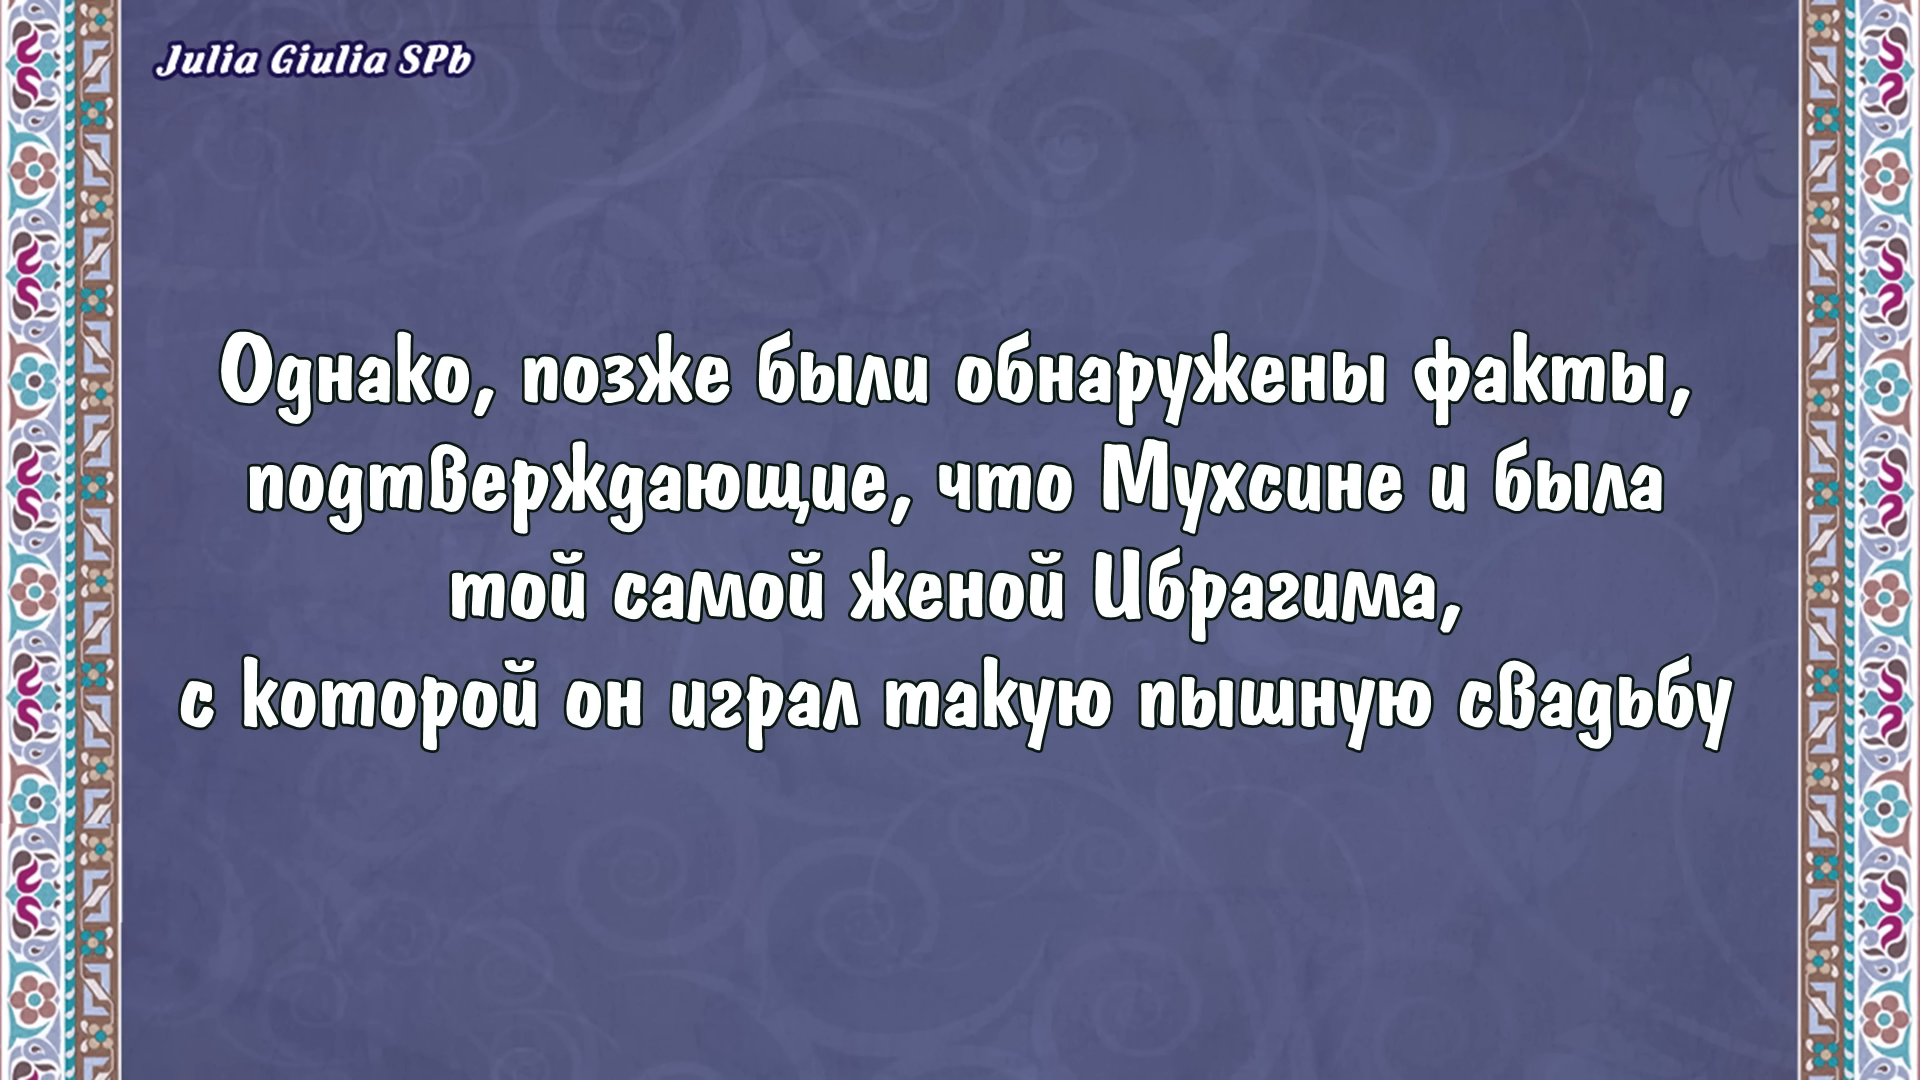 Julia Giulia SPb
Однако, позже были обнаружены факты,
подтверждающие, что Мухсине и была
той самой женой Ибрагима,
с которой он играл такую пышную свадьбу